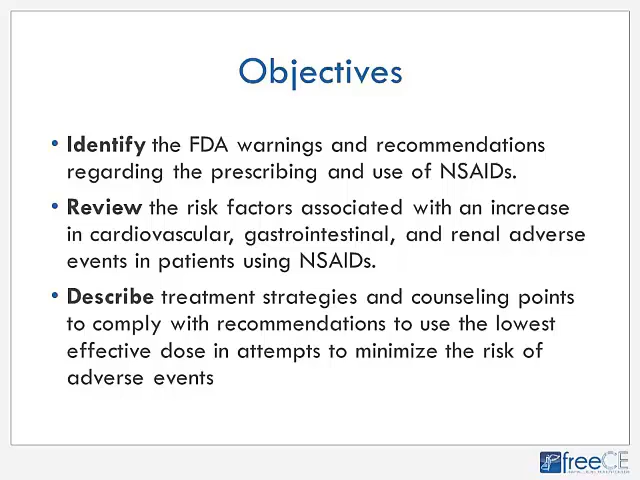 Objectives
• Identify the FDA warnings and recommendations
regarding the prescribing and use of NSAIDs.
• Review the risk factors associated with an increase
in cardiovascular, gastrointestinal, and renal adverse
events in patients using NSAIDs.
• Describe treatment strategies and counseling points
to comply with recommendations to use the lowest
effective dose in attempts to minimize the risk of
adverse events
freeCE